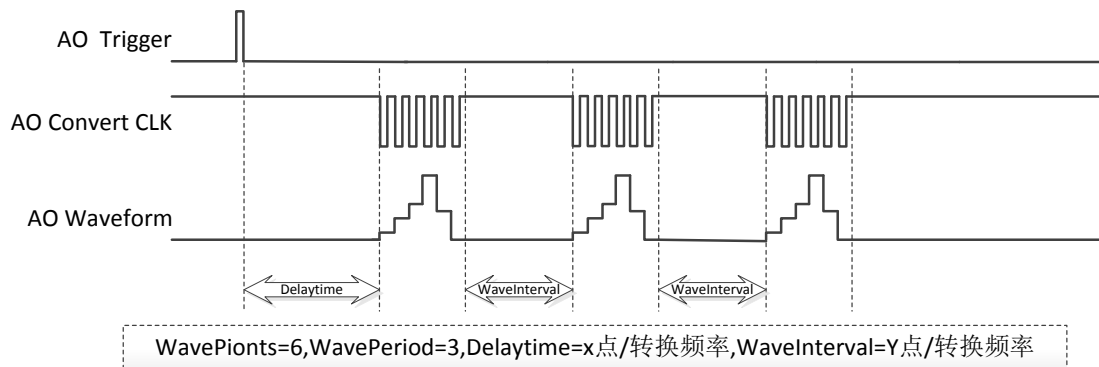 AO  Trigger
AO Convert CLK
AO Waveform
Delaytime
WaveInterval
WaveInterval
WavePionts=6,WavePeriod=3,Delaytime=x点/转换频率,WaveInterval=Y点/转换频率